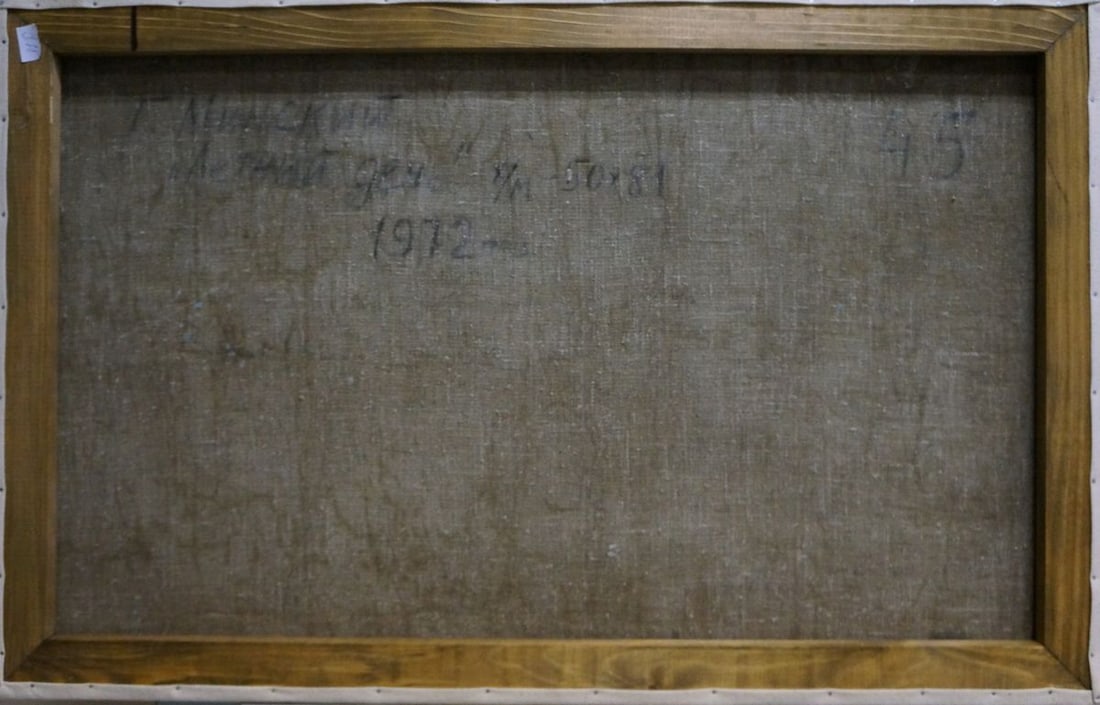 Г. Минский 45
„Летний день" х/м 50х81
1972